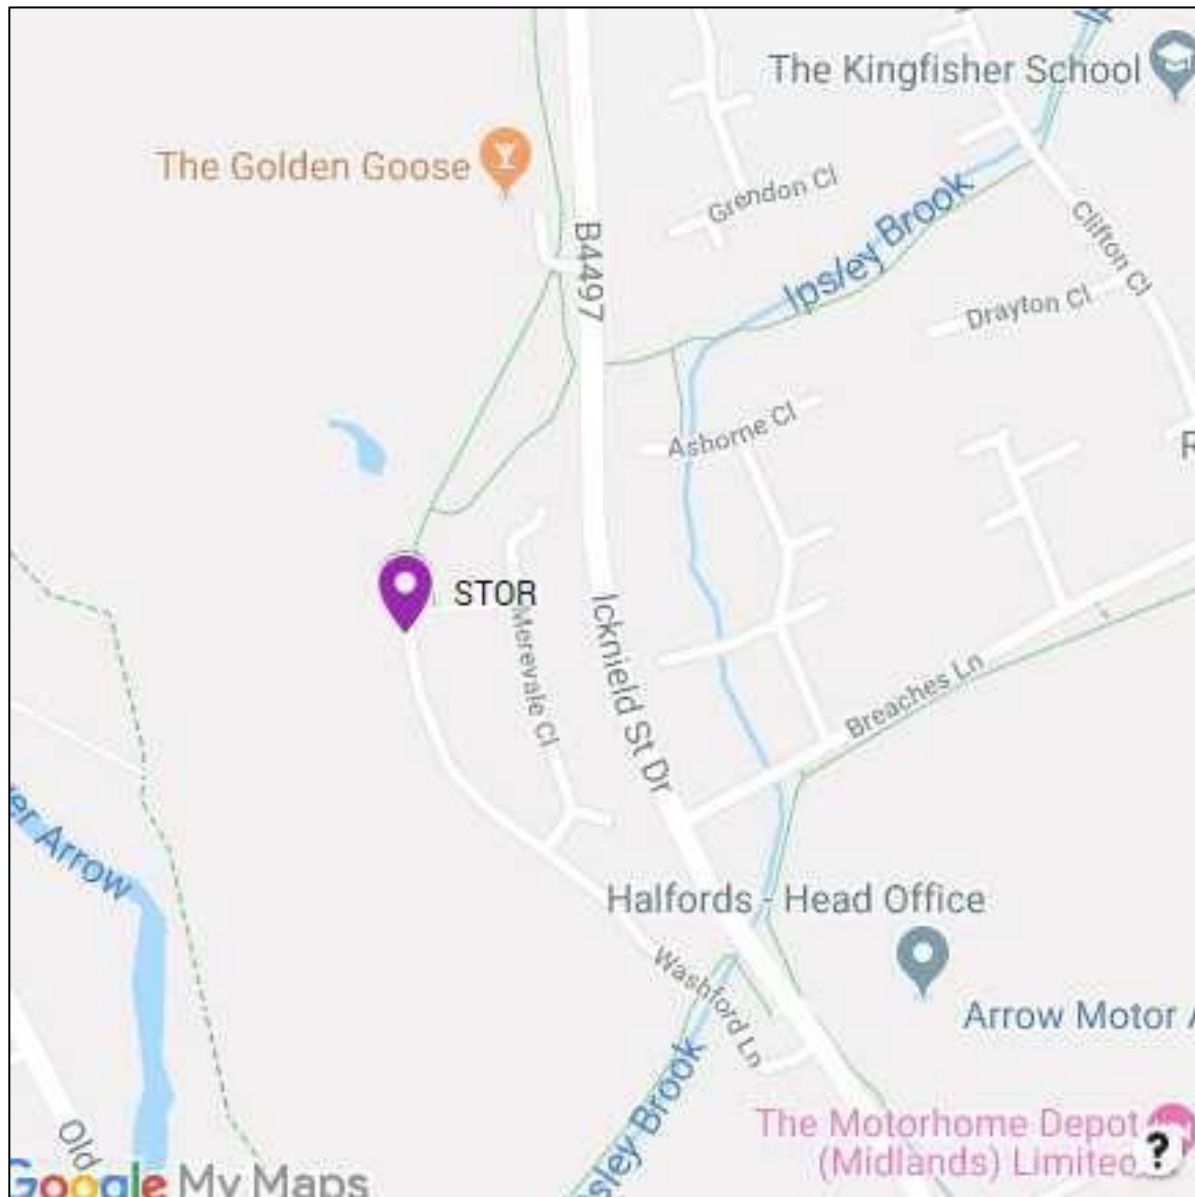 The Kingfisher School
The Golden Goose
Grendon Cl
B4497
Ipsley Brook
Clifton Cl
Drayton Cl
Ashorne Cl
R
STOR
Merevale Cl
Icknield St Dr
Breaches Ln
er Arrow
Halfords - Head Office
Washford Ln
Arrow Motor A
sley Brook
The Motorhome Depot
(Midlands) Limited
?
Old
Google My Maps